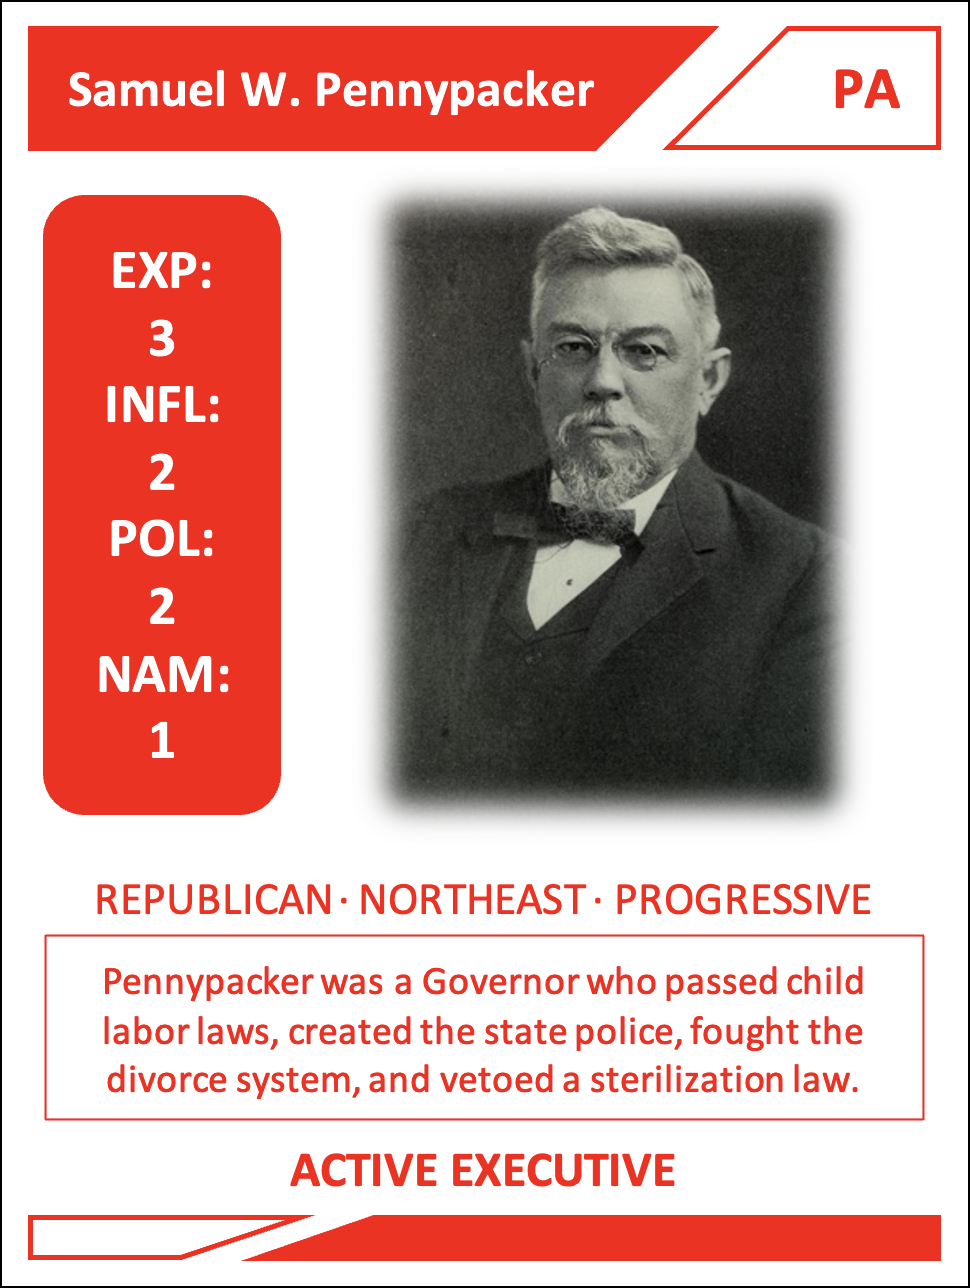 Samuel W. Pennypacker
PA
EXP:
3
INFL:
2
POL:
2
NAM:
1
REPUBLICAN · NORTHEAST · PROGRESSIVE
Pennypacker was a Governor who passed child
labor laws, created the state police, fought the
divorce system, and vetoed a sterilization law.
ACTIVE EXECUTIVE